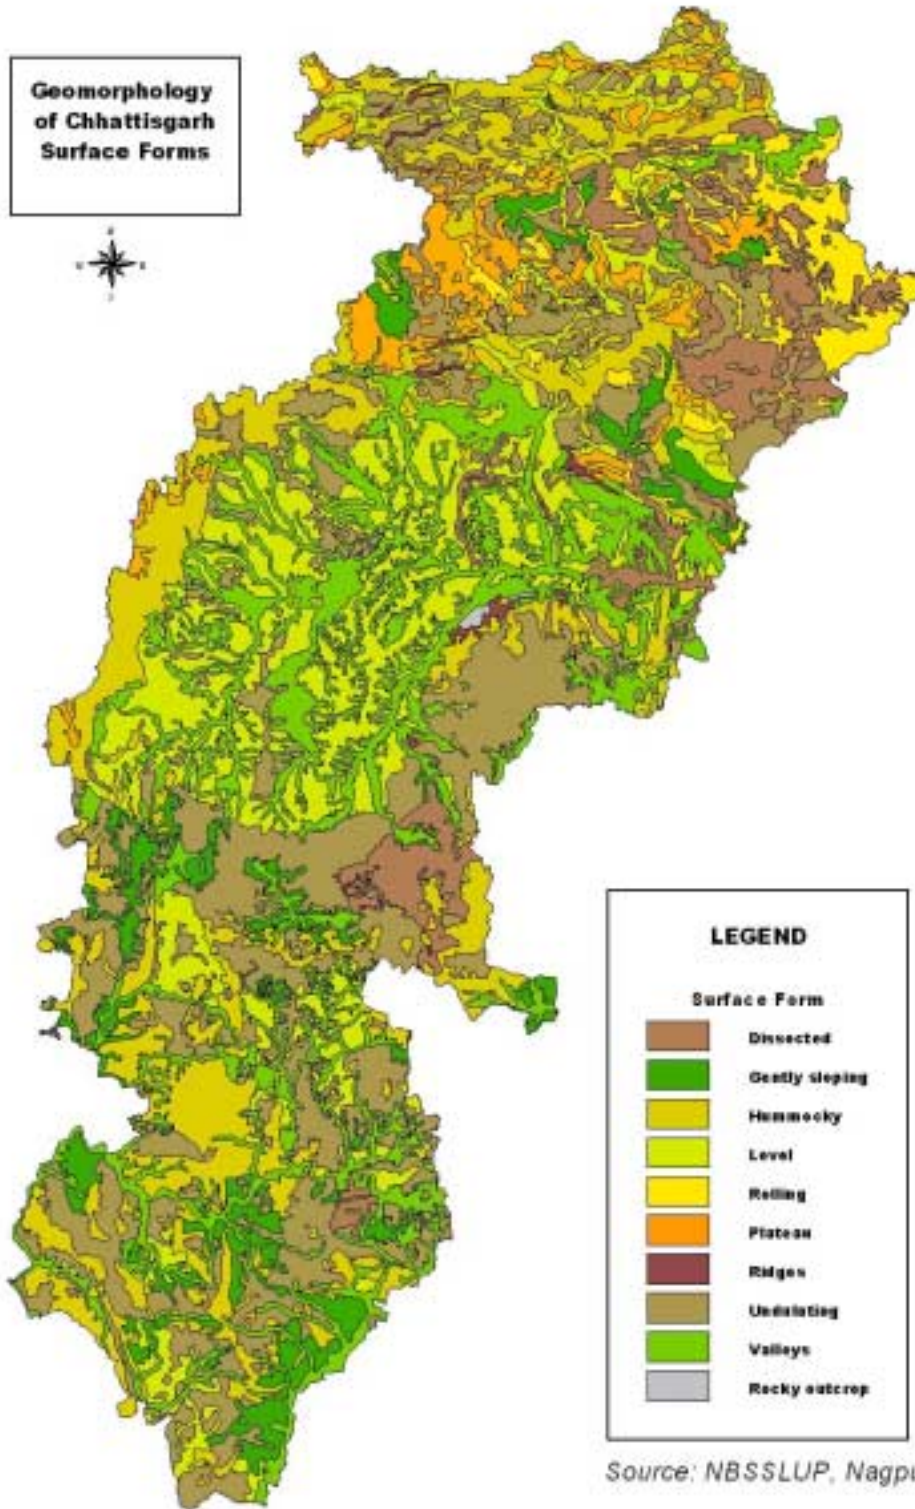 Geomorphology
of Chhattisgarh
Surface Forms
LEGEND
Surface Form
Dissected
Gently sloping
Hummocky
Level
Rolling
Plateau
Ridges
Undulating
Valleys
Rocky outcrop
Source: NBSSLUP, Nagpu